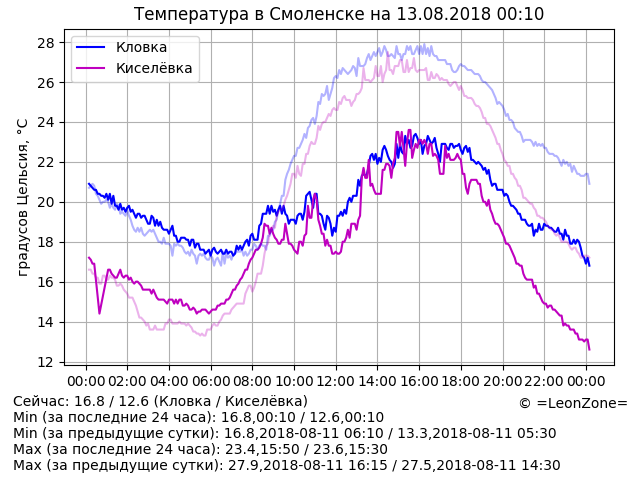 Температура в Смоленске на 13.08.2018 00:10
Кловка
Киселёвка
градусов Цельсия, °C
28
26
24
22
20
18
16
14
12
00:00 02:00 04:00 06:00 08:00 10:00 12:00 14:00 16:00 18:00 20:00 22:00 00:00
Сейчас: 16.8 / 12.6 (Кловка / Киселёвка)
© =LeonZone=
Min (за последние 24 часа): 16.8,00:10 / 12.6,00:10
Min (за предыдущие сутки): 16.8,2018-08-11 06:10 / 13.3,2018-08-11 05:30
Max (за последние 24 часа): 23.4,15:50 / 23.6,15:30
Max (за предыдущие сутки): 27.9,2018-08-11 16:15 / 27.5,2018-08-11 14:30